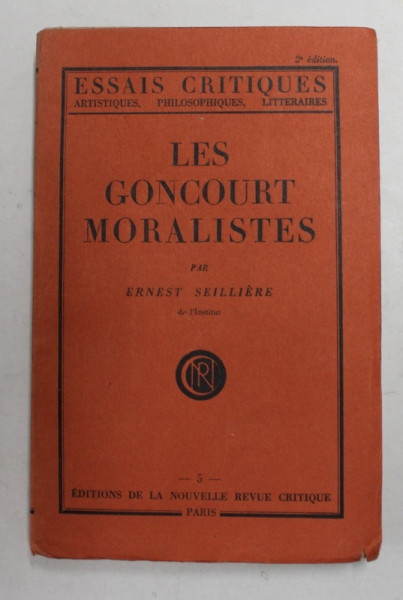 2e édition.
ESSAIS CRITIQUES
ARTISTIQUES, PHILOSOPHIQUES, LITTERAIRES
LES
GONCOURT
MORALISTES
PAR
ERNEST SEILLIÈRE
de l'Institut
NRC
— 5 —
ÉDITIONS DE LA NOUVELLE REVUE CRITIQUE
PARIS